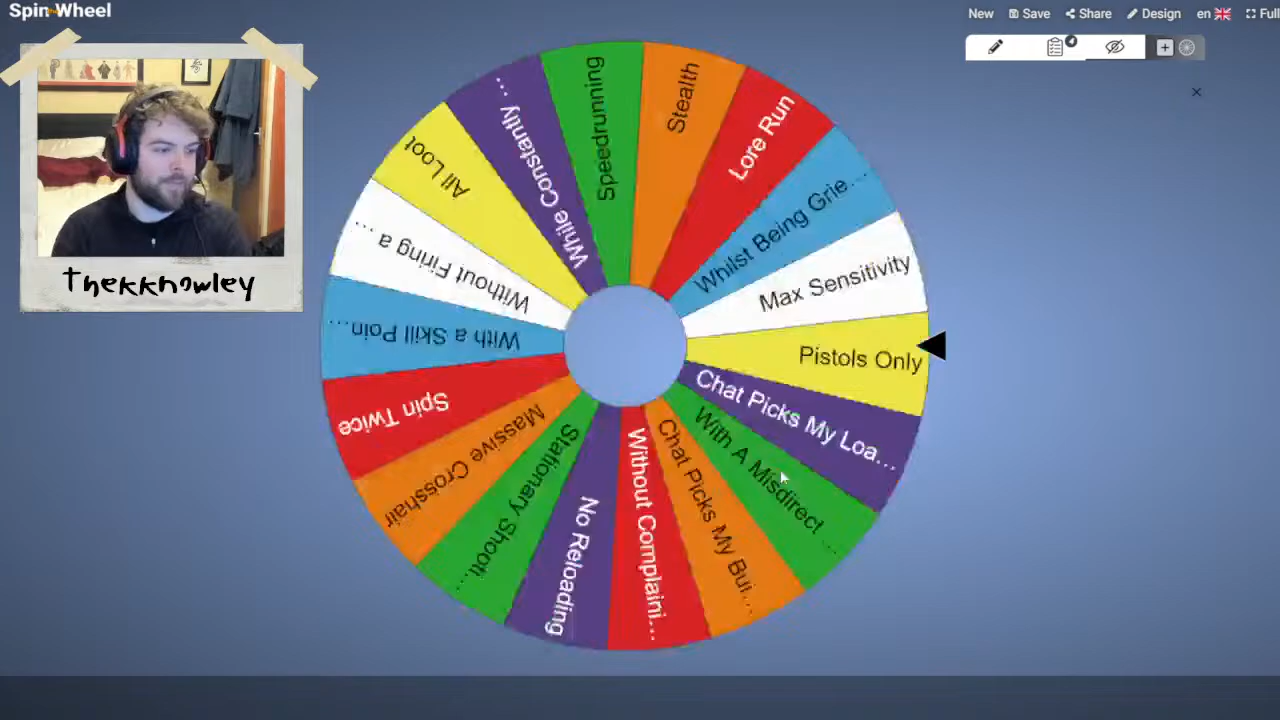 Spin the Wheel
New Save Share Design en Full
4
Thekknowley
Speedrunning
Stealth
Lore Run
Whilst Being Grie...
Max Sensitivity
Pistols Only
Chat Picks My Loa...
With A Misdirect ...
Chat Picks My Bui...
Without Complaini...
No Reloading
Stationary Shooti...
Massive Crosshair
Spin Twice
With a Skill Poin...
Without Firing a ...
All Loot
While Constantly ...